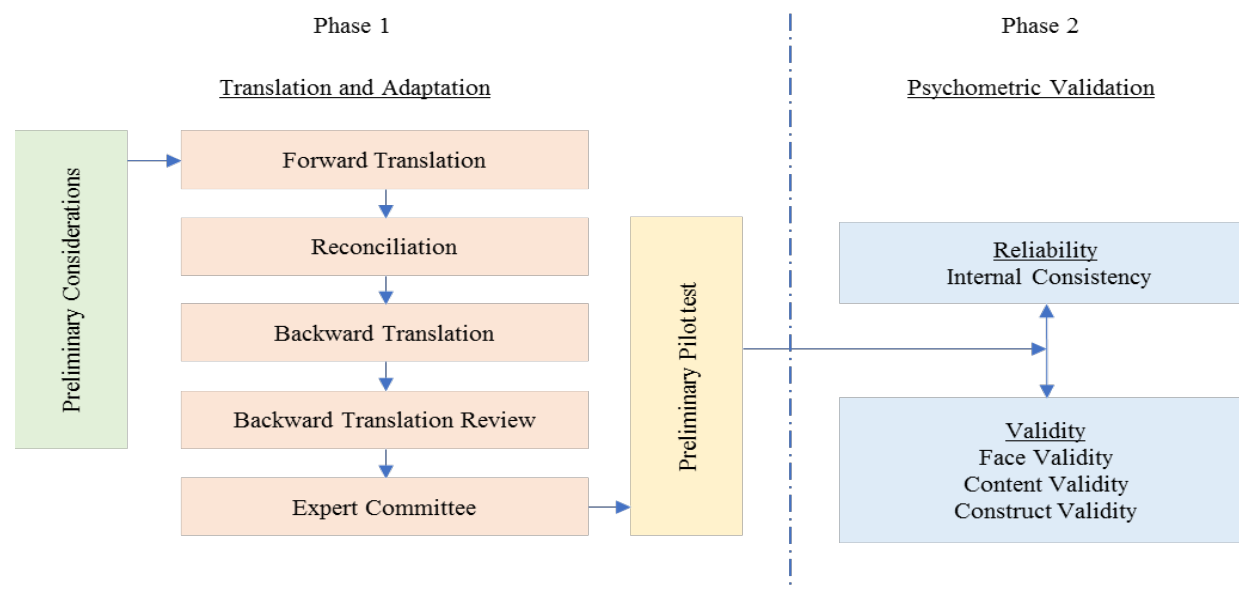 Phase 1
Translation and Adaptation
Preliminary Considerations
Forward Translation
Reconciliation
Backward Translation
Backward Translation Review
Expert Committee
Preliminary Pilot test
Phase 2
Psychometric Validation
Reliability
Internal Consistency
Validity
Face Validity
Content Validity
Construct Validity